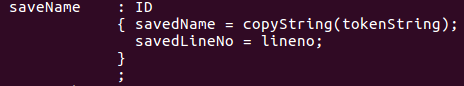 saveName : ID
{ savedName = copyString(tokenString);
savedLineNo = lineno;
}
;